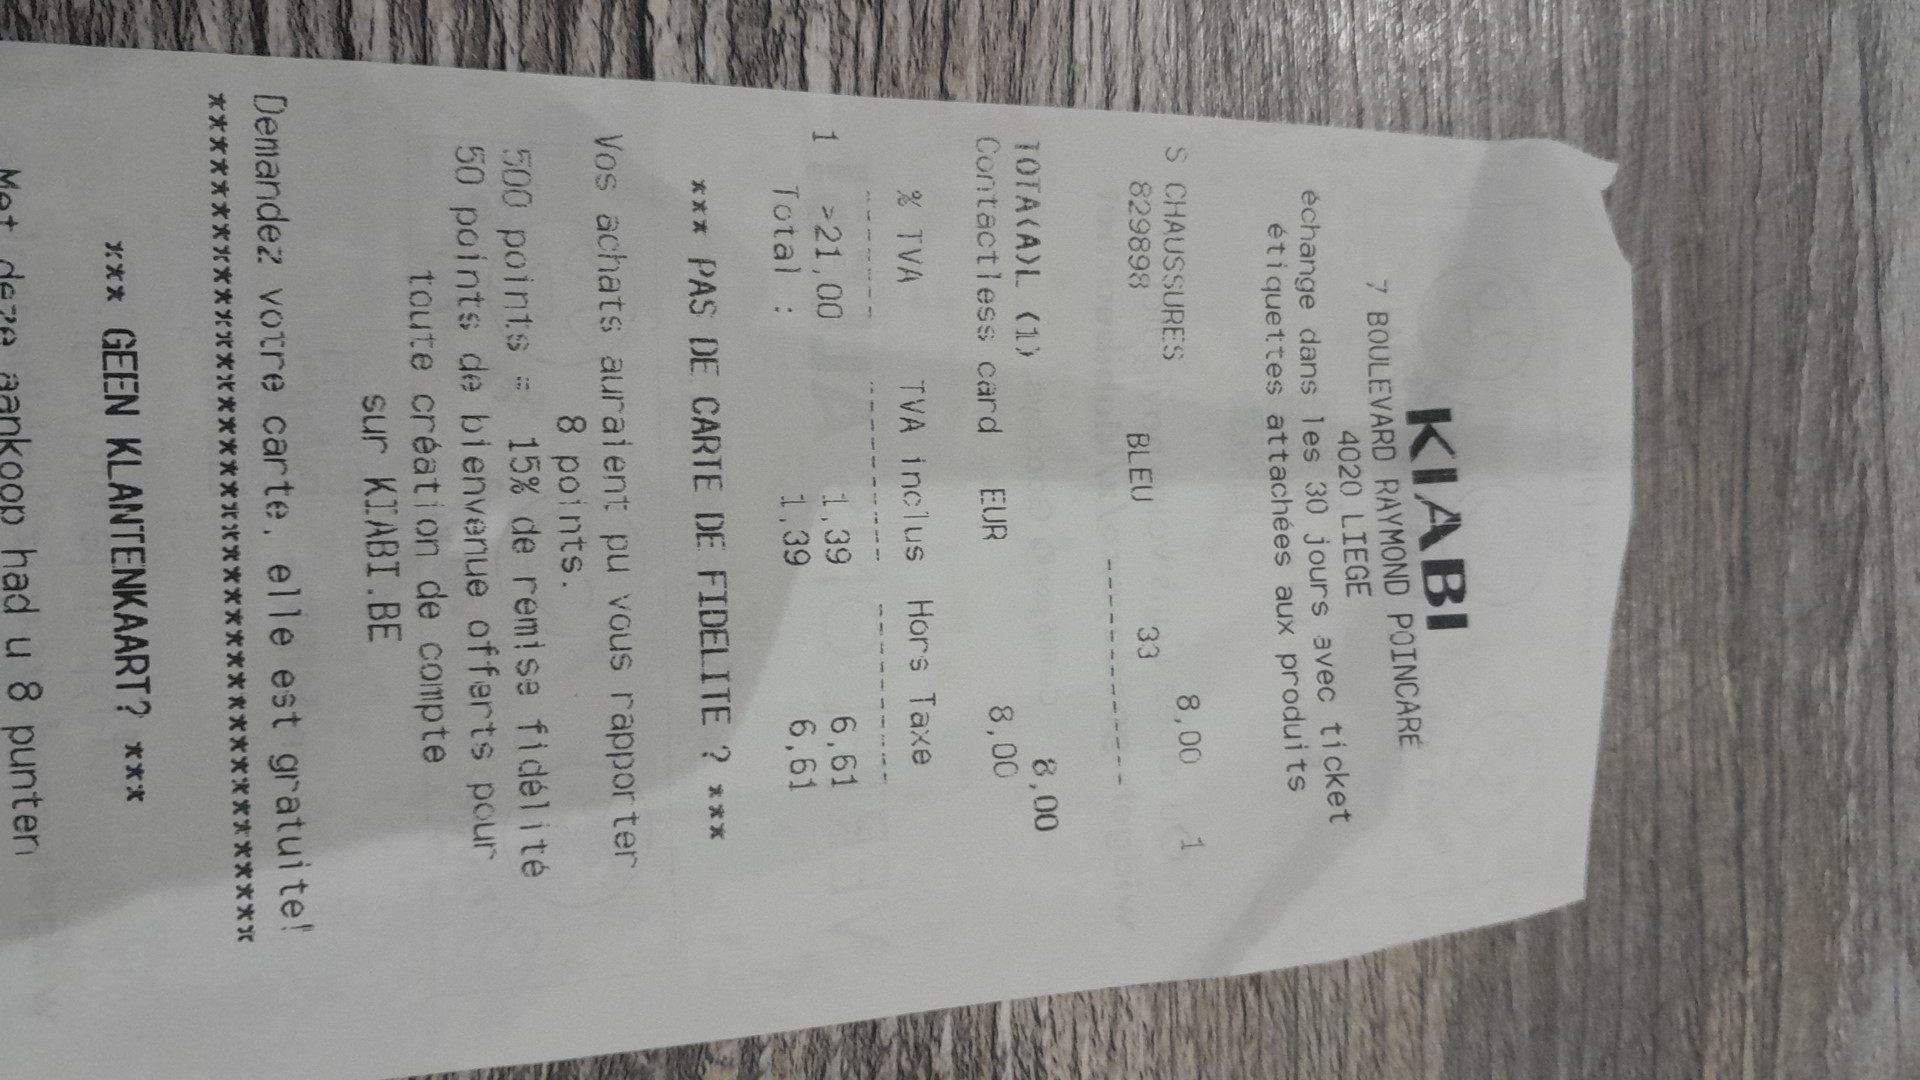 KIABI
7 BOULEVARD RAYMOND POINCARE
4020 LIEGE
échange dans les 30 jours avec ticket
étiquettes attachées aux produits
S CHAUSSURES 8,00 1
829898 BLEU 33
------------------
TOTA(A)L (1) 8,00
Contactless card EUR 8,00
% TVA TVA inclus Hors Taxe
-------- ------------ ------------
1 >21,00 1,39 6,61
Total : 1,39 6,61
*** PAS DE CARTE DE FIDELITE ? ***
Vos achats auraient pu vous rapporter
8 points.
500 points = 15% de remise fidélité
50 points de bienvenue offerts pour
toute création de compte
sur KIABI.BE
Demandez votre carte, elle est gratuite!
****************************************
*** GEEN KLANTENKAART? ***
Met deze aankoop had u 8 punten